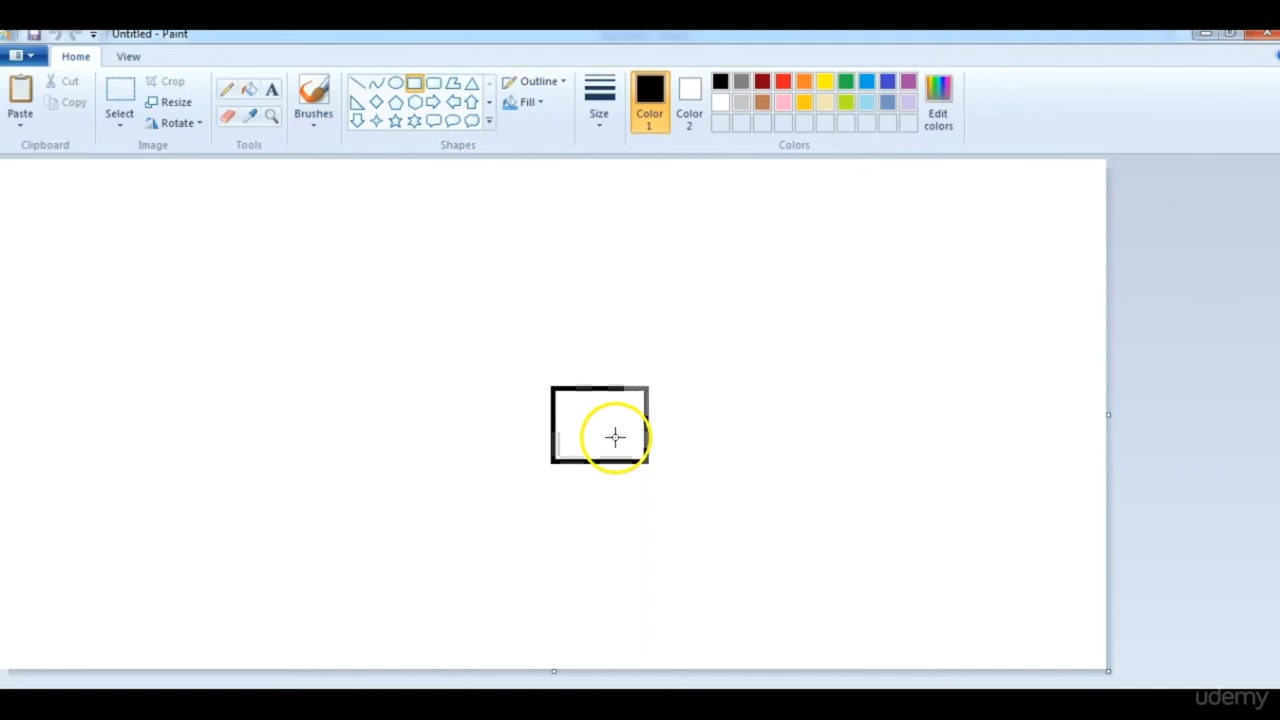 Untitled - Paint
Home View
Paste
Cut
Copy
Clipboard
Select
Crop
Resize
Rotate
Image
A
Tools
Brushes
Outline
Fill
Shapes
Size
Color 1
Color 2
Edit colors
Colors
udemy